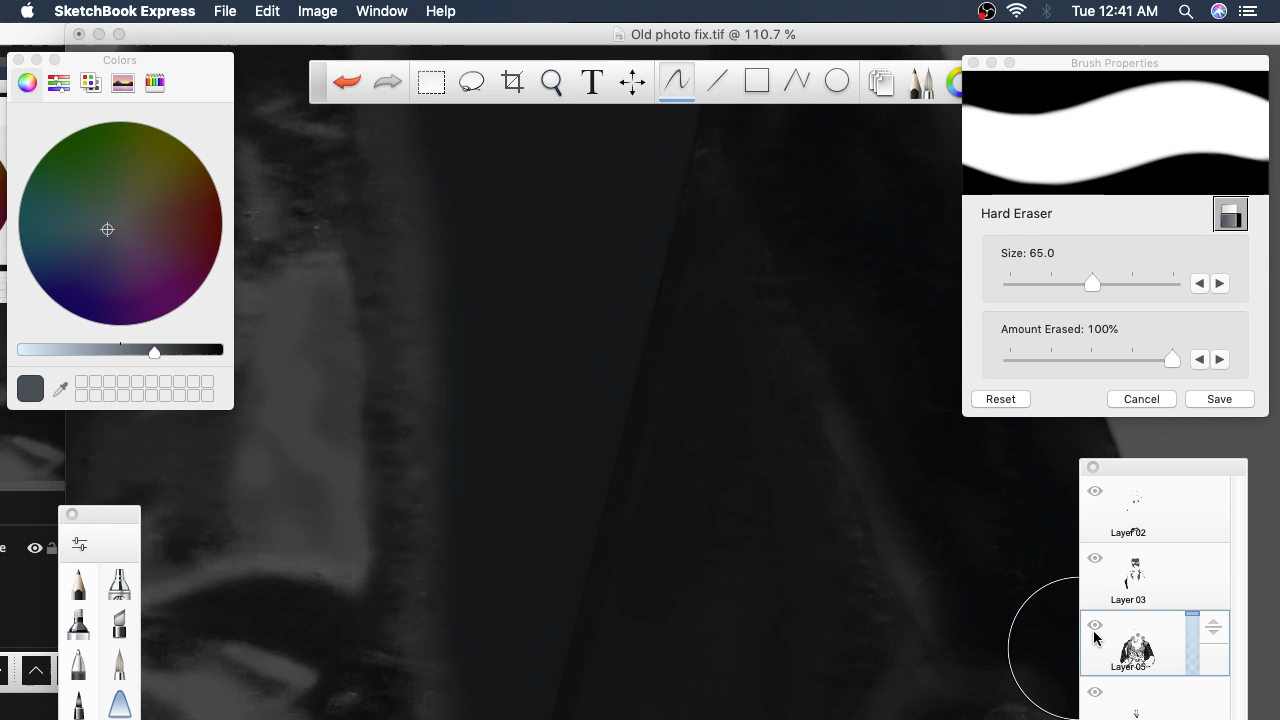 SketchBook Express File Edit Image Window Help Tue 12:41 AM
Old photo fix.tif @ 110.7 %
Colors
T
Brush Properties
Hard Eraser
Size: 65.0
Amount Erased: 100%
Reset Cancel Save
Layer 02
Layer 03
Layer 05
e